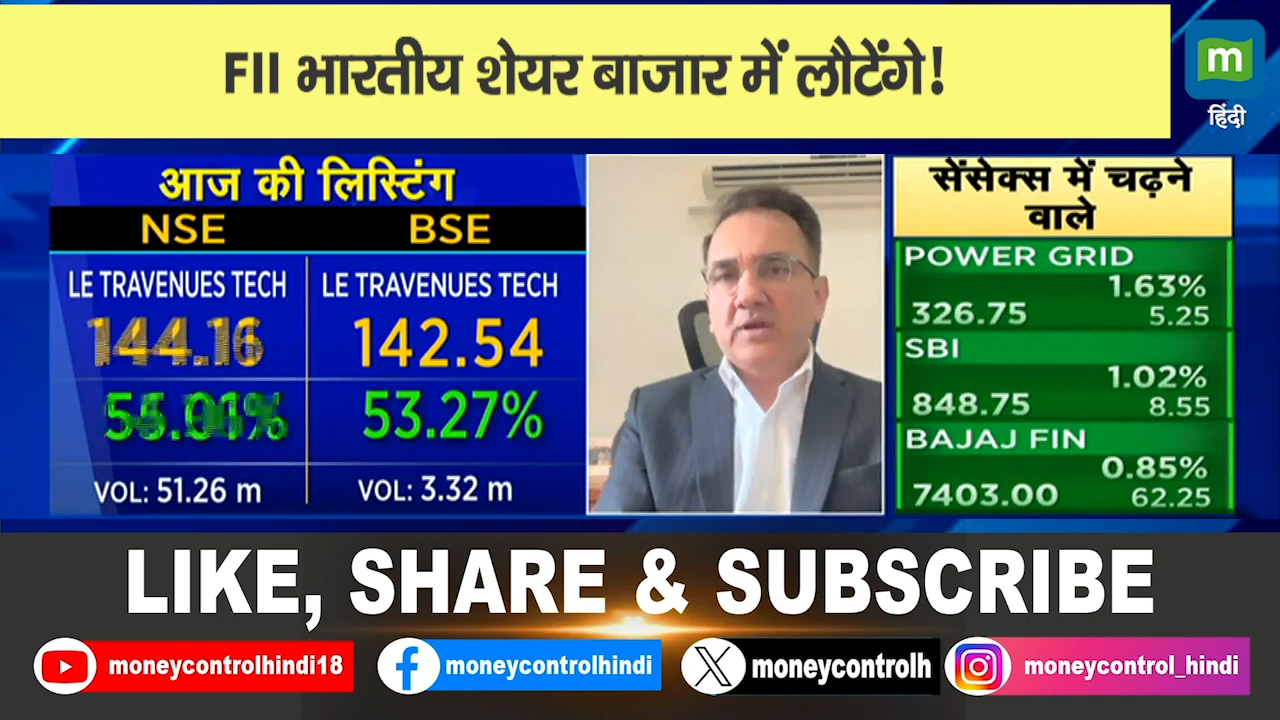 FII भारतीय शेयर बाजार में लौटेंगे!
m
हिंदी
आज की लिस्टिंग
NSE BSE
LE TRAVENUES TECH LE TRAVENUES TECH
142.54
53.27%
VOL: 51.26 m VOL: 3.32 m
सेंसेक्स में चढ़ने
वाले
POWER GRID
1.63%
326.75 5.25
SBI
1.02%
848.75 8.55
BAJAJ FIN
0.85%
7403.00 62.25
LIKE, SHARE & SUBSCRIBE
moneycontrolhindi18 moneycontrolhindi moneycontrolh moneycontrol_hindi